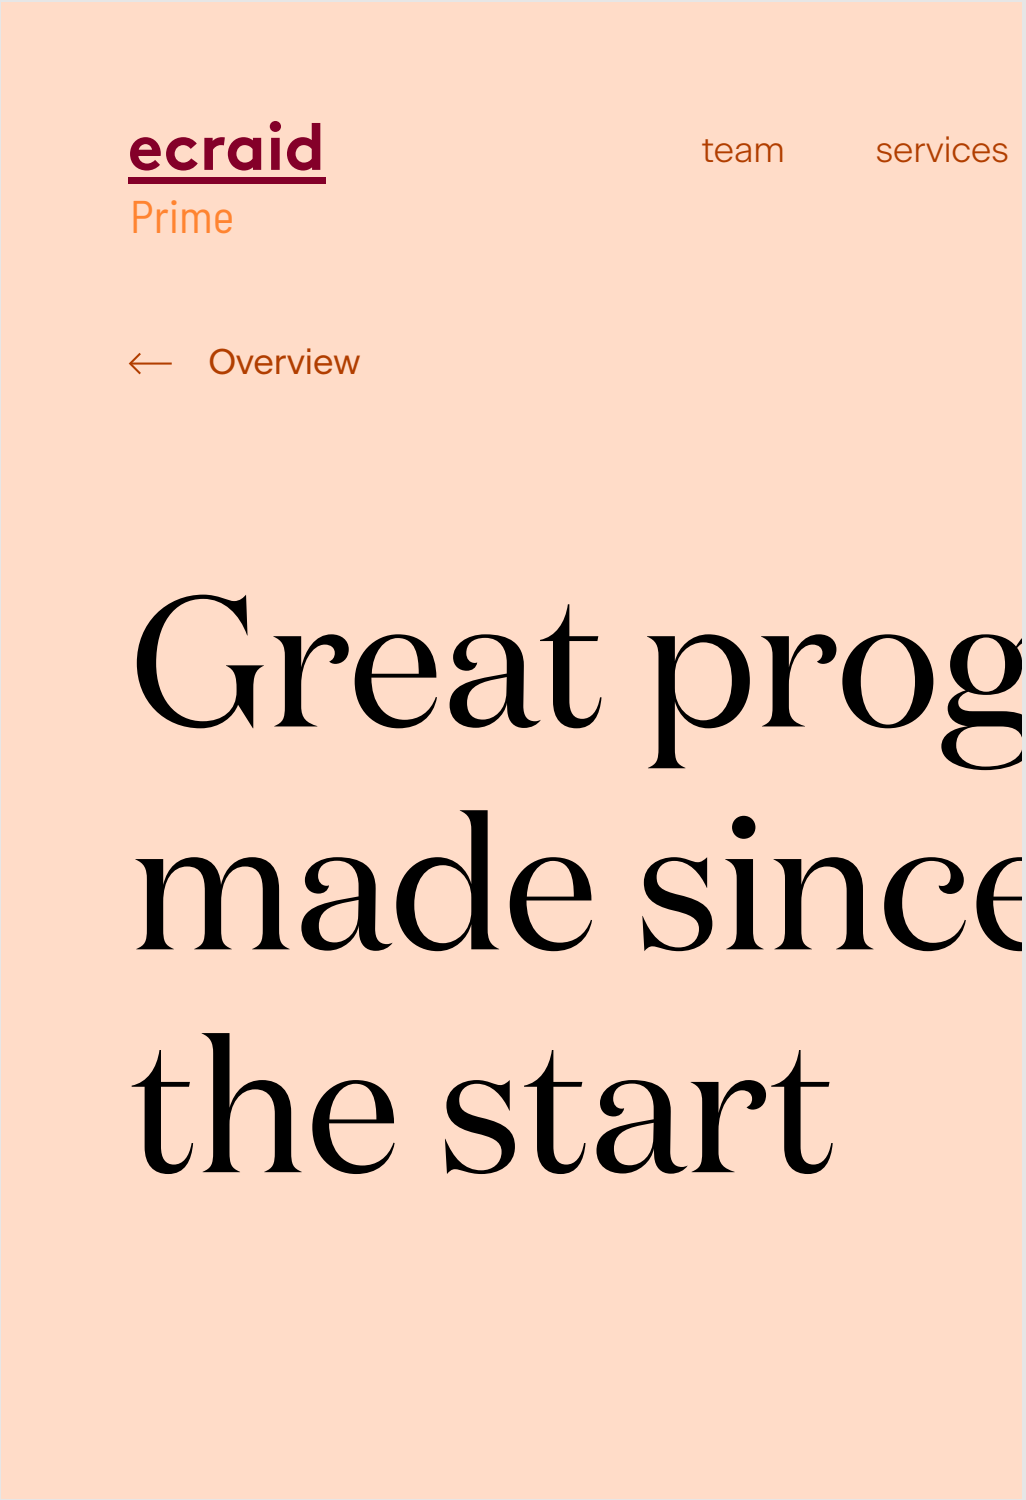 ecraid
Prime
team services
← Overview
Great prog
made since
the start